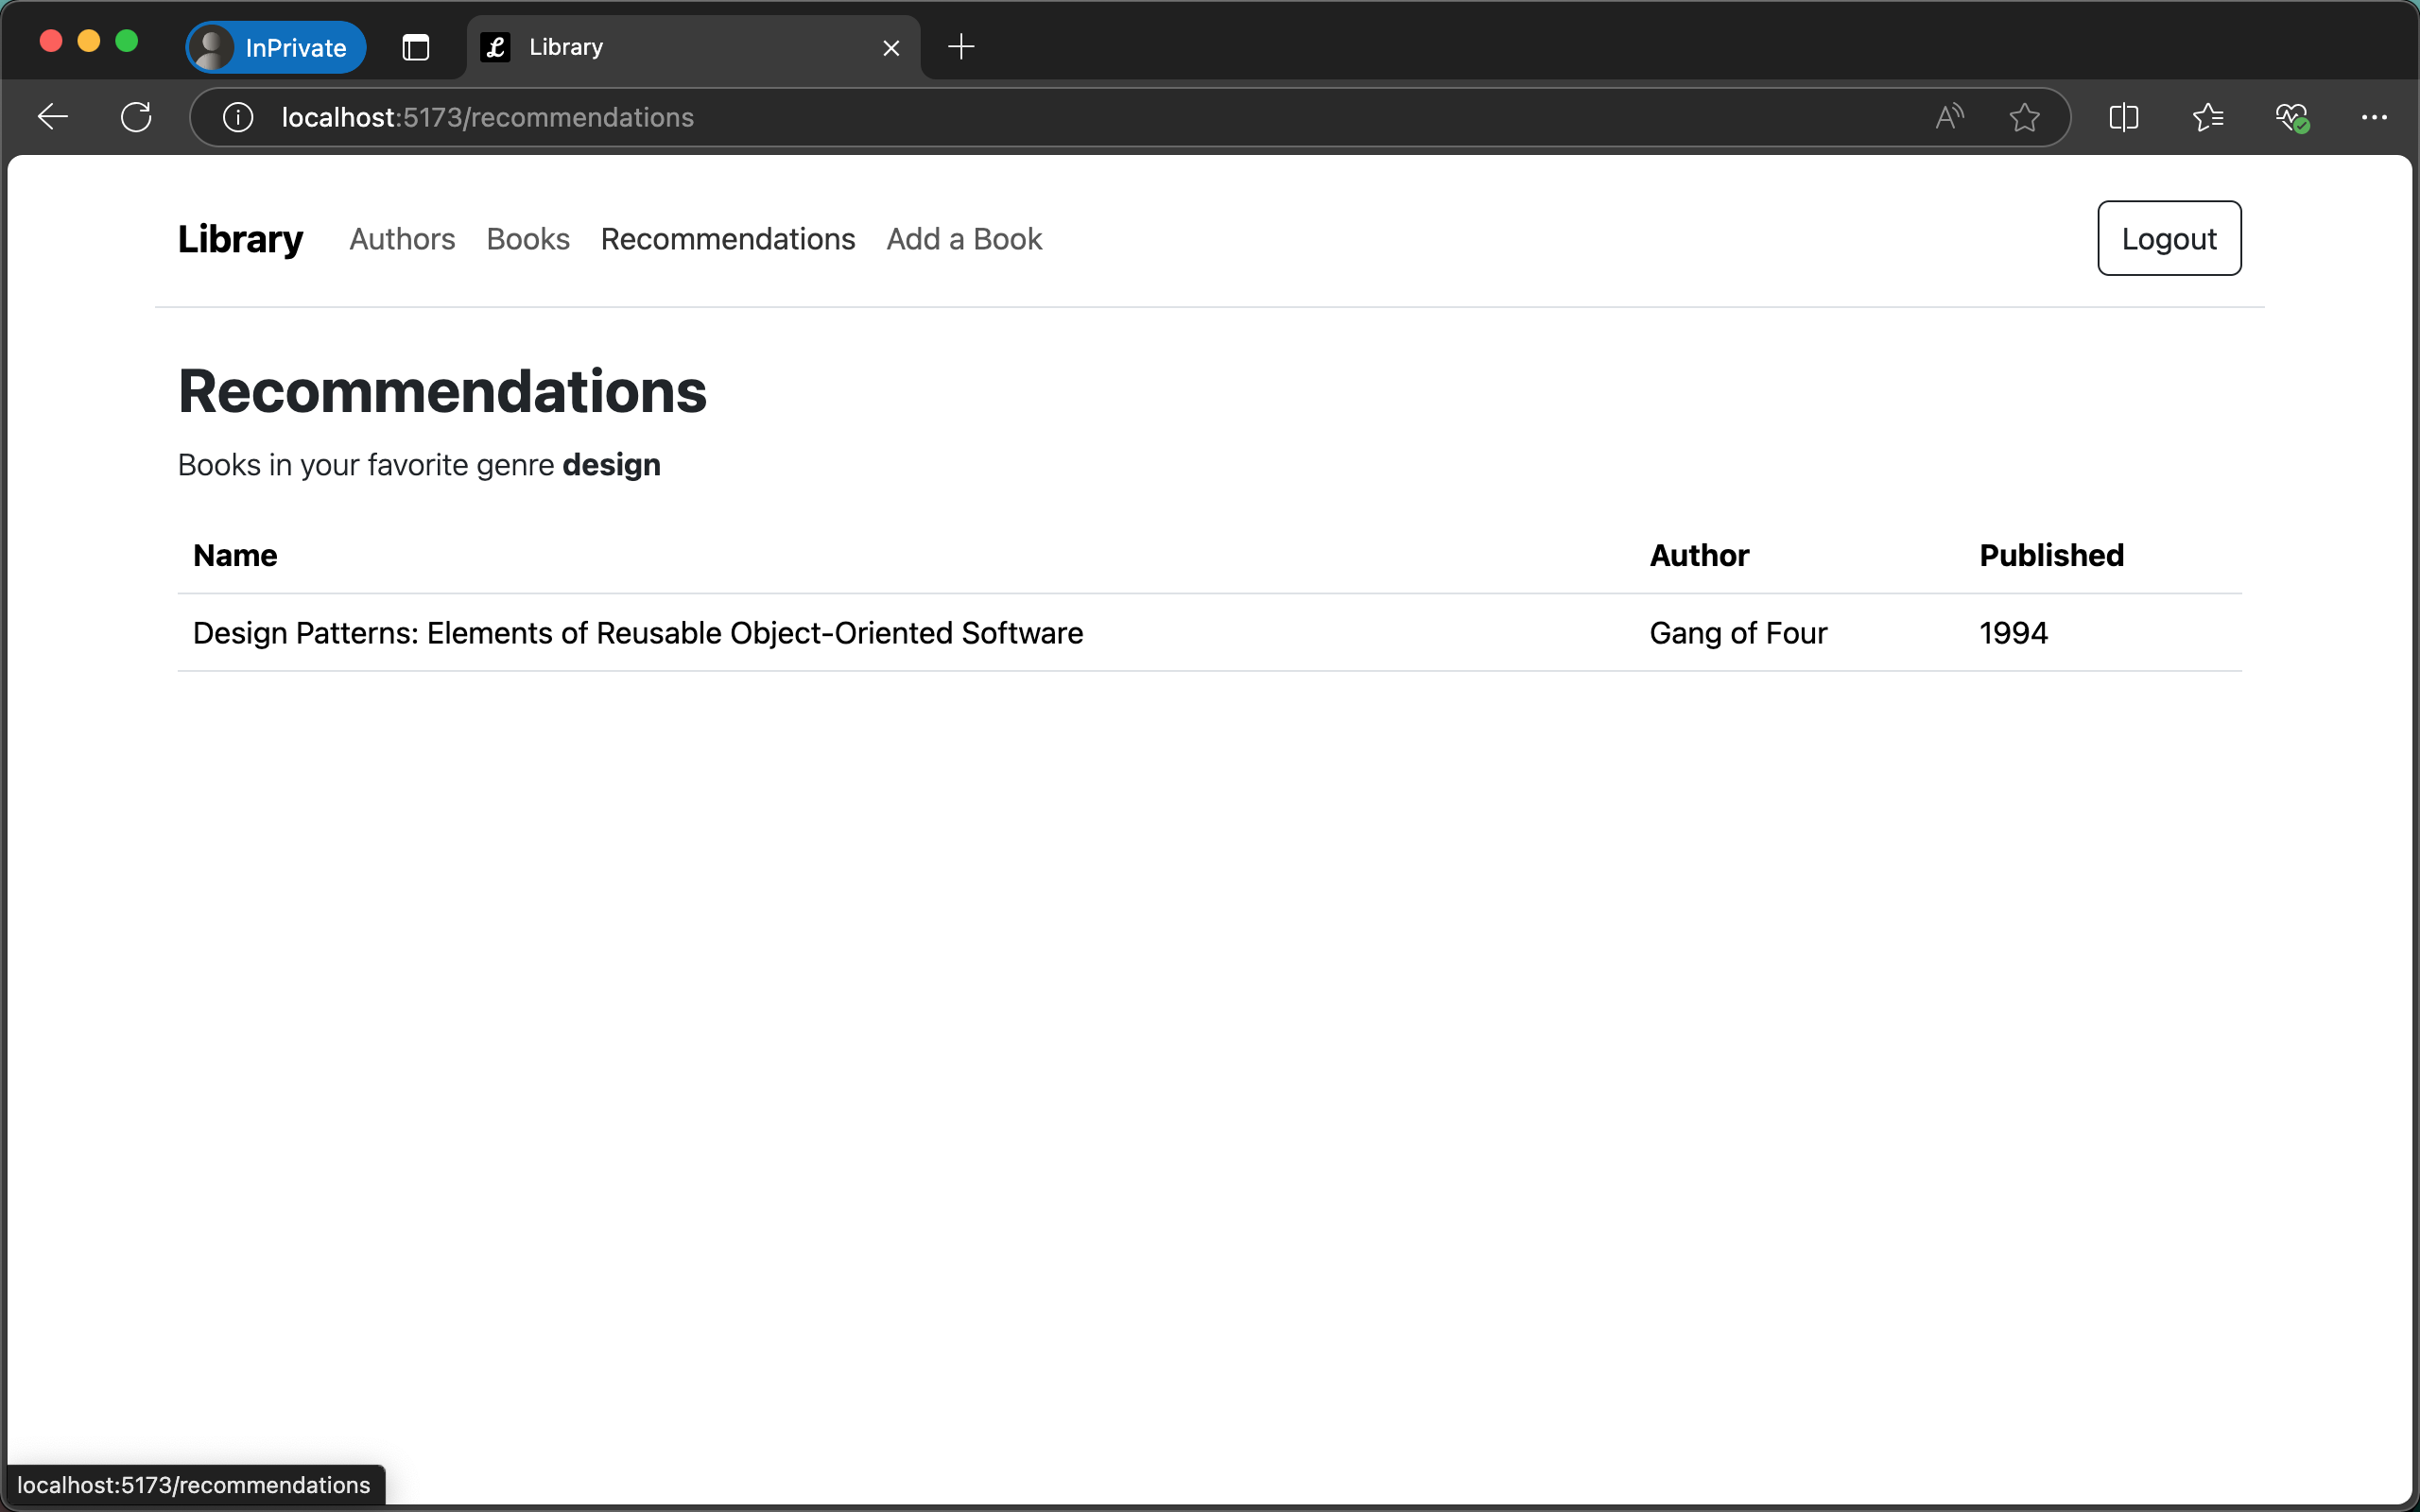 InPrivate
Library
localhost:5173/recommendations
Library Authors Books Recommendations Add a Book Logout
Recommendations
Books in your favorite genre design
Name Author Published
Design Patterns: Elements of Reusable Object-Oriented Software Gang of Four 1994
localhost:5173/recommendations